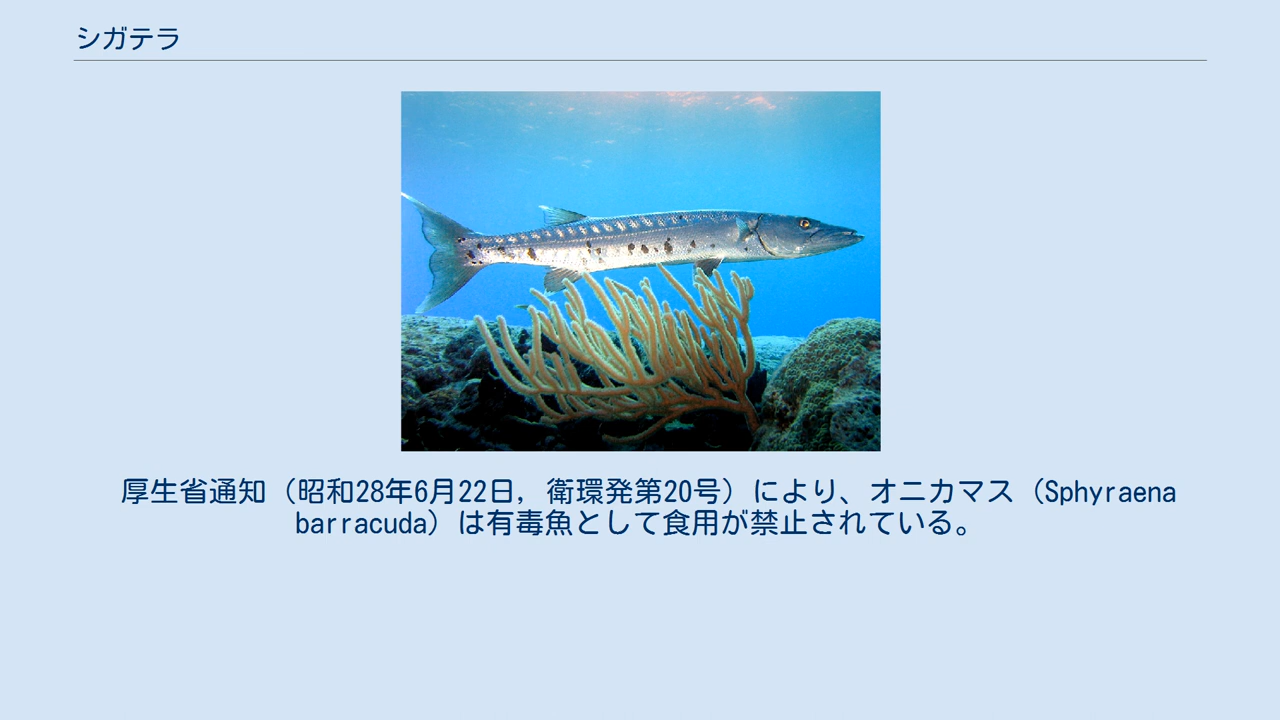 シガテラ
厚生省通知（昭和28年6月22日，衛環発第20号）により、オニカマス（Sphyraena
barracuda）は有毒魚として食用が禁止されている。